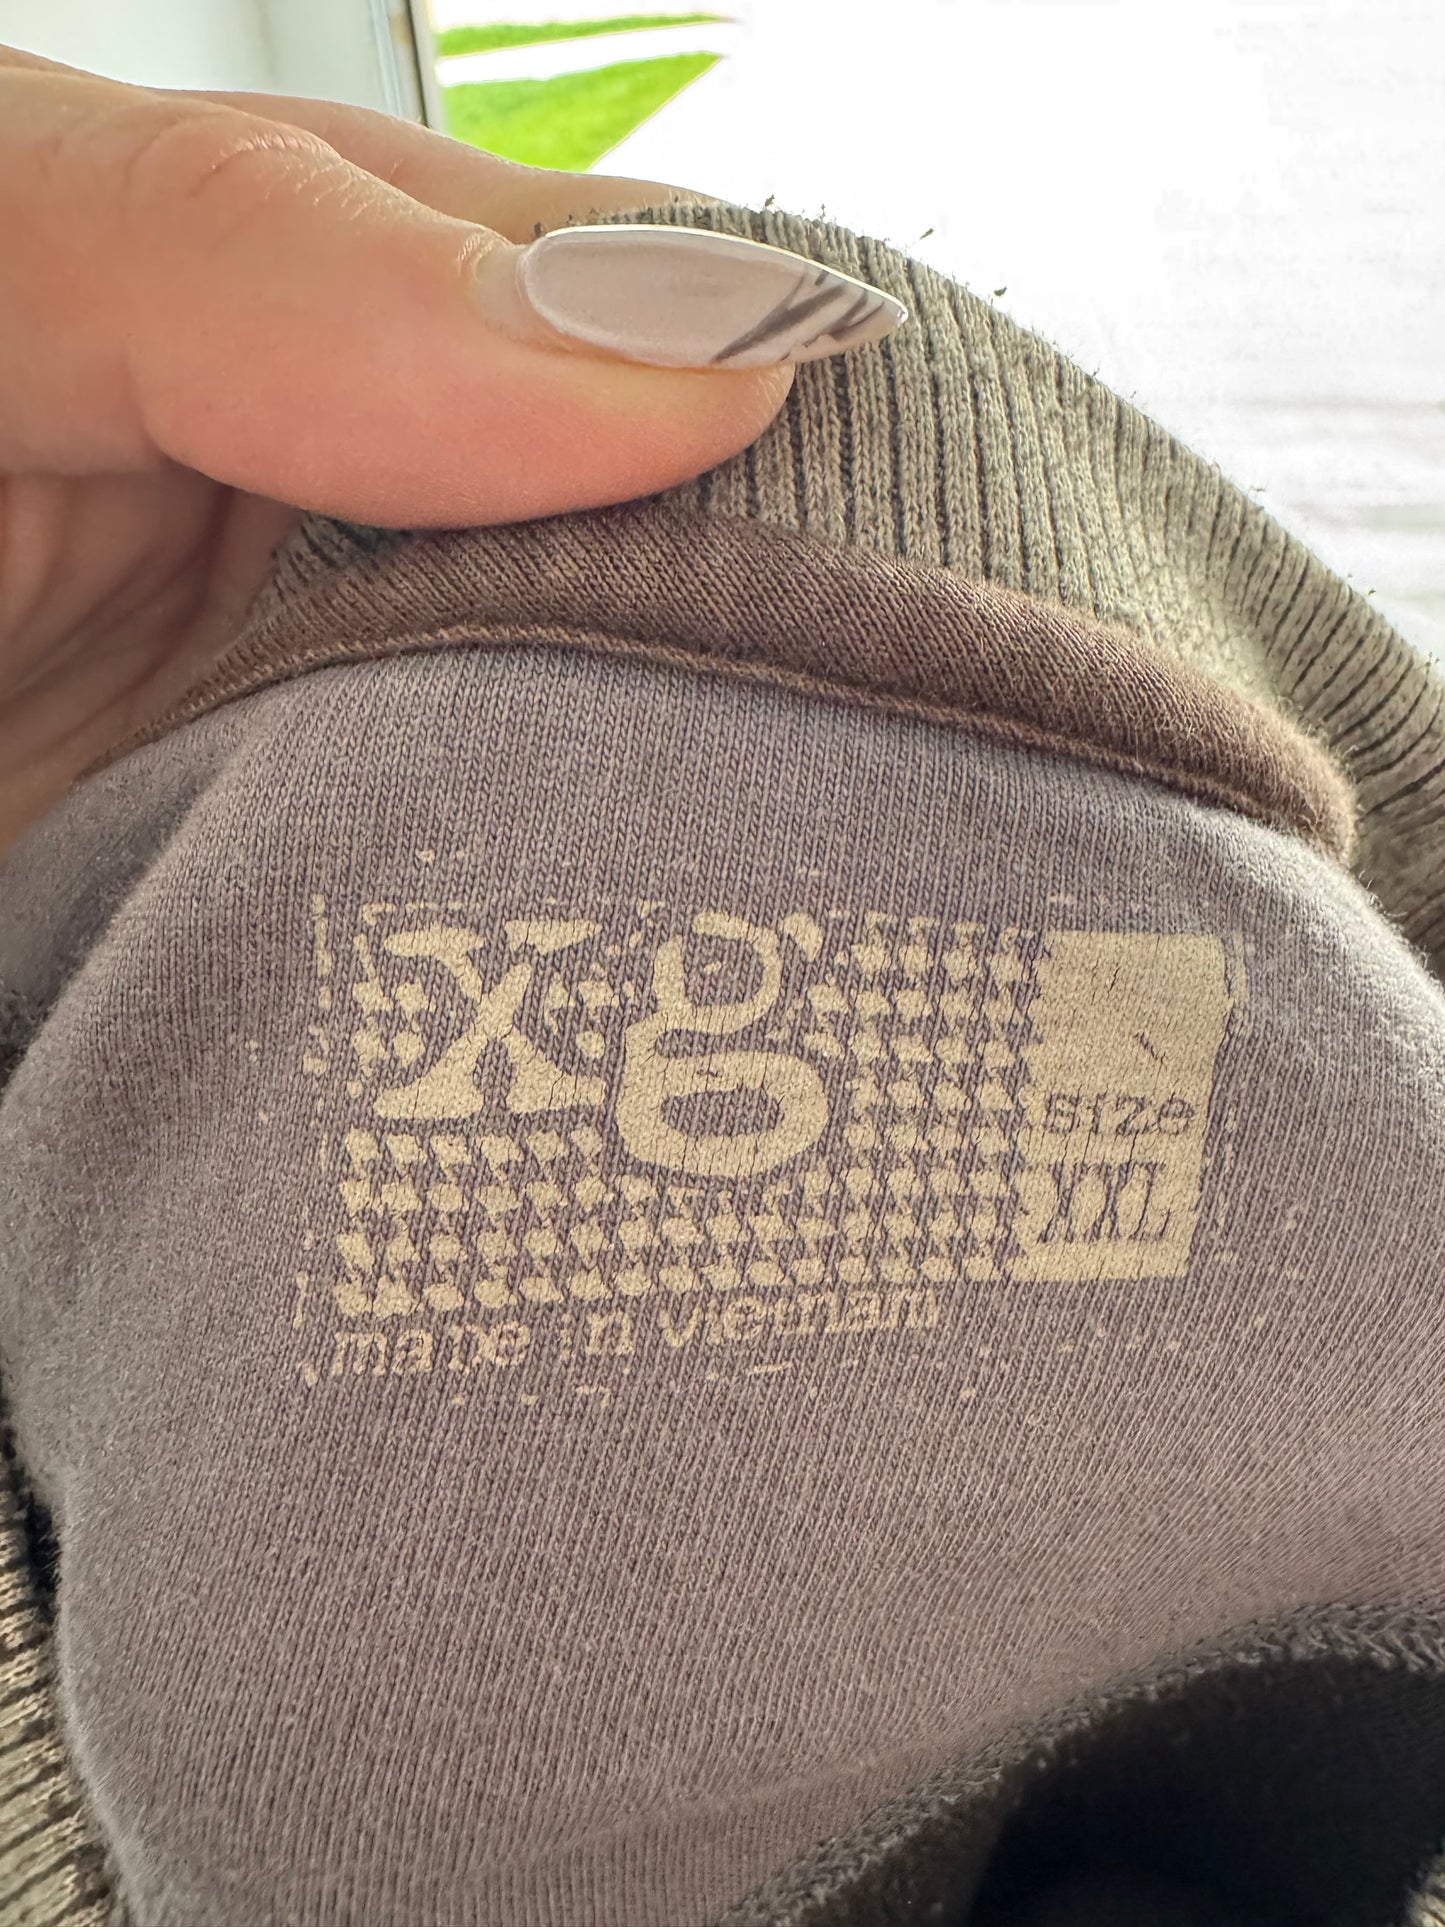 xg
size
XXL
made in vietnam